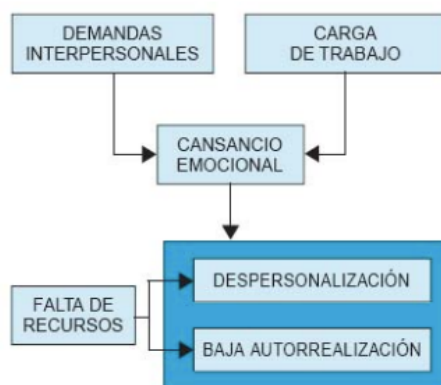 DEMANDAS
INTERPERSONALES
CARGA
DE TRABAJO
CANSANCIO
EMOCIONAL
DESPERSONALIZACIÓN
FALTA DE
RECURSOS
BAJA AUTORREALIZACIÓN